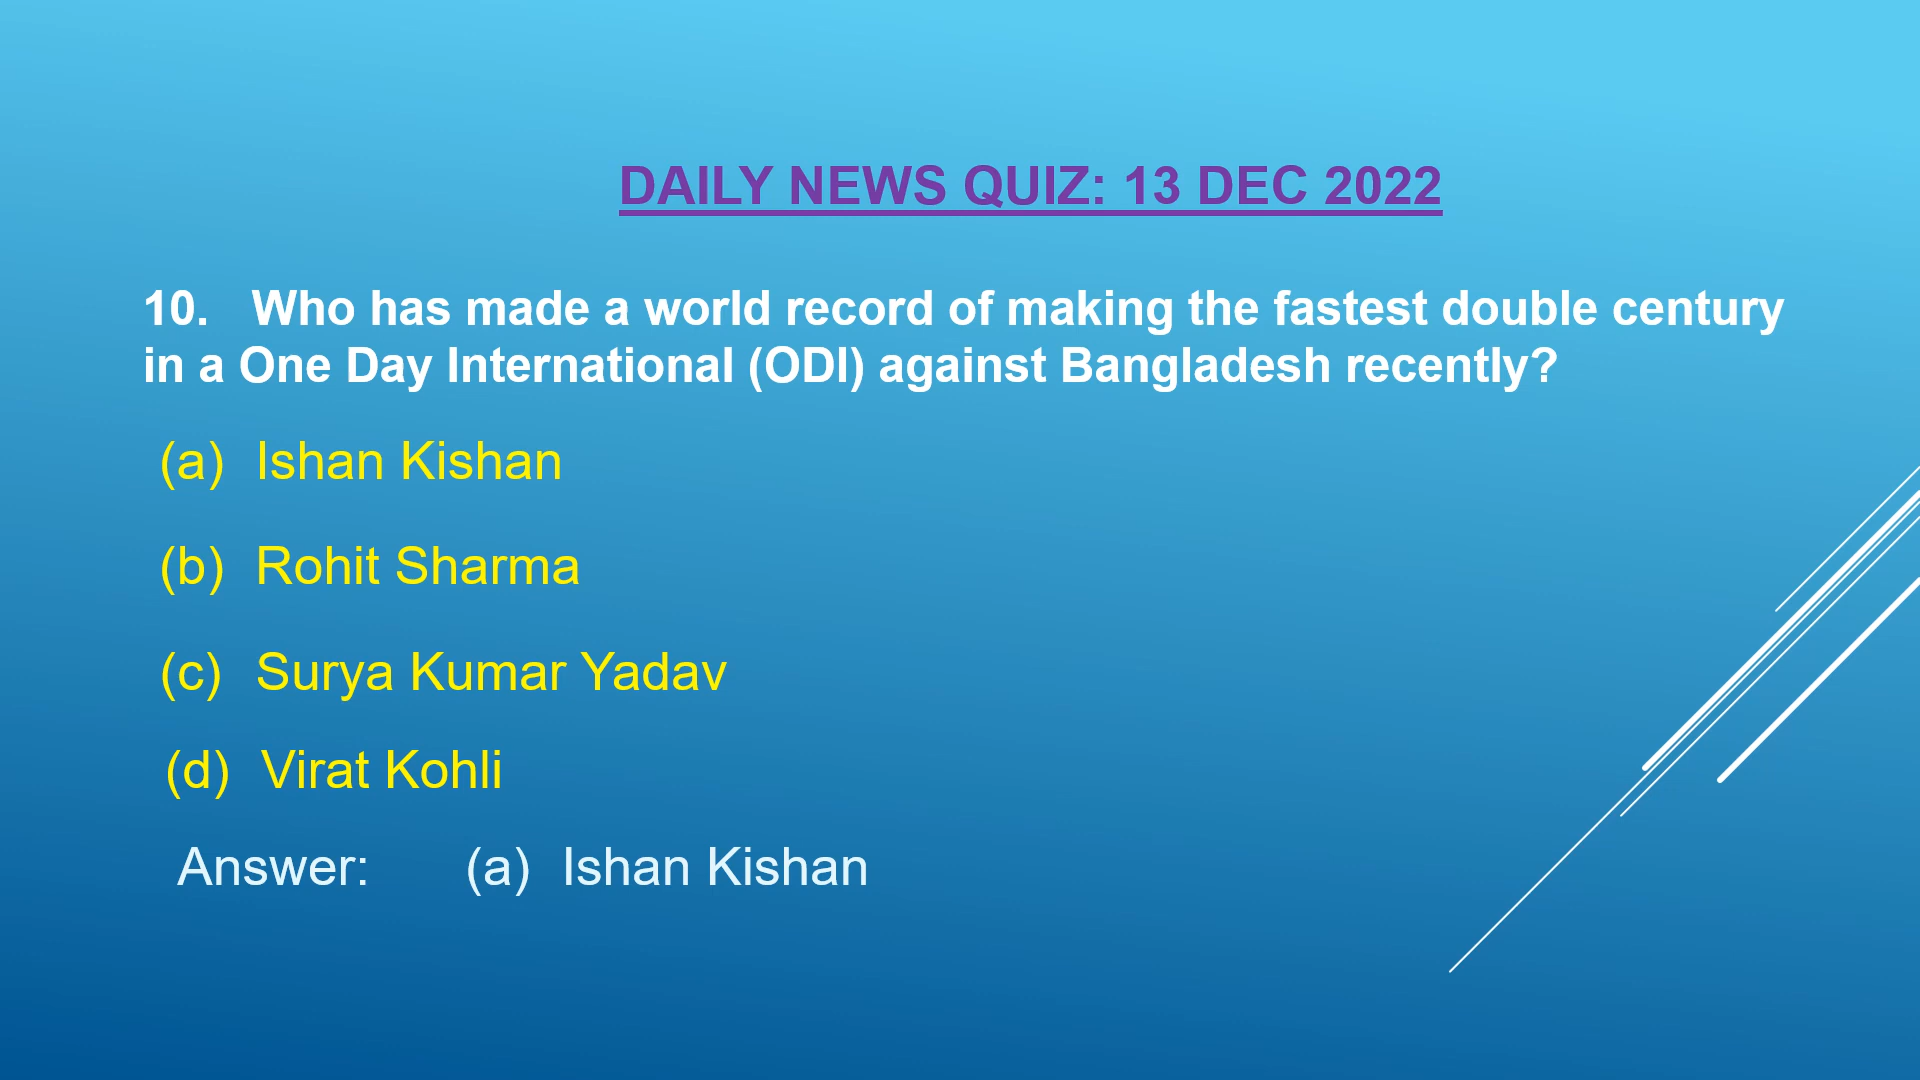 DAILY NEWS QUIZ: 13 DEC 2022
10. Who has made a world record of making the fastest double century
in a One Day International (ODI) against Bangladesh recently?
(a) Ishan Kishan
(b) Rohit Sharma
(c) Surya Kumar Yadav
(d) Virat Kohli
Answer: (a) Ishan Kishan